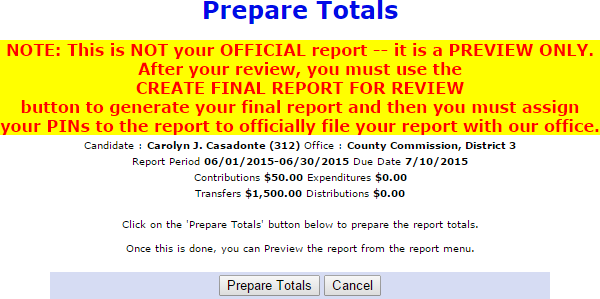 Prepare Totals
NOTE: This is NOT your OFFICIAL report -- it is a PREVIEW ONLY.
After your review, you must use the
CREATE FINAL REPORT FOR REVIEW
button to generate your final report and then you must assign
your PINs to the report to officially file your report with our office.
Candidate : Carolyn J. Casadonte (312) Office : County Commission, District 3
Report Period 06/01/2015-06/30/2015 Due Date 7/10/2015
Contributions $50.00 Expenditures $0.00
Transfers $1,500.00 Distributions $0.00
Click on the 'Prepare Totals' button below to prepare the report totals.
Once this is done, you can Preview the report from the report menu.
Prepare Totals Cancel